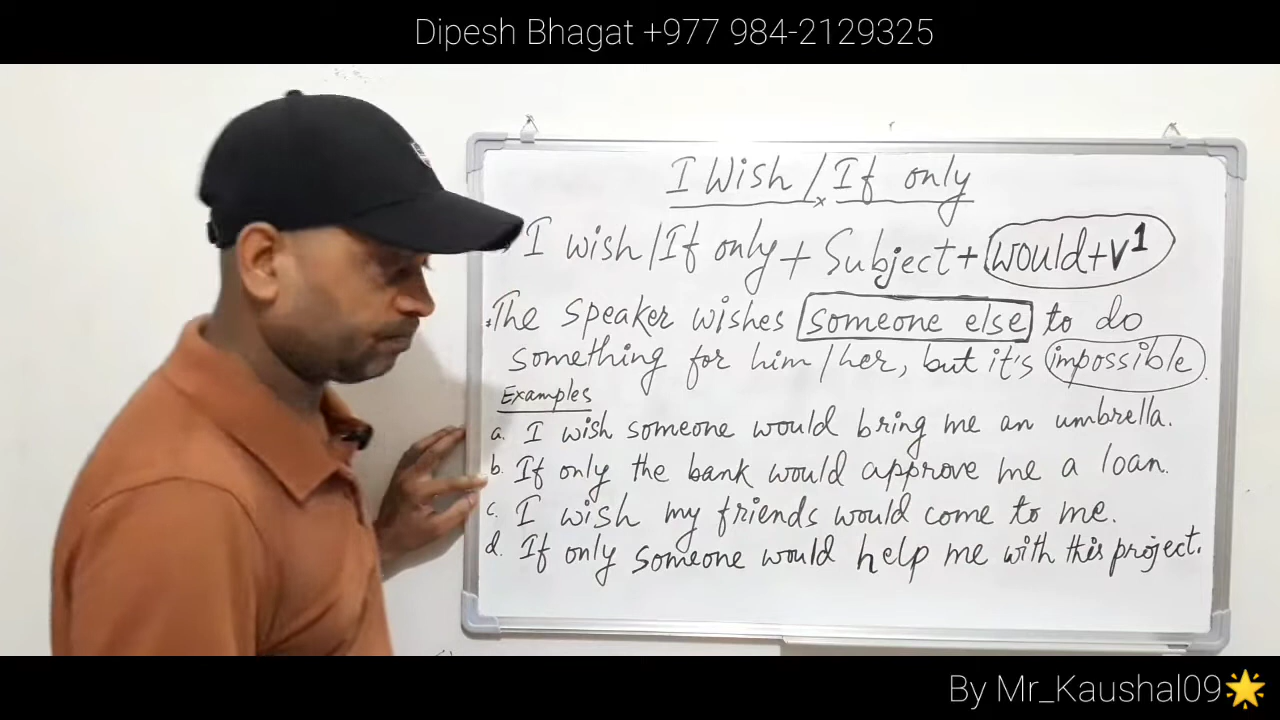 Dipesh Bhagat +977 984-2129325
I Wish / If only
I wish/If only + Subject + would+v1
The speaker wishes someone else to do
something for him/her, but it's impossible.
Examples
a. I wish someone would bring me an umbrella.
b. If only the bank would approve me a loan.
c. I wish my friends would come to me.
d. If only someone would help me with this project.
By Mr_Kaushal09🌟